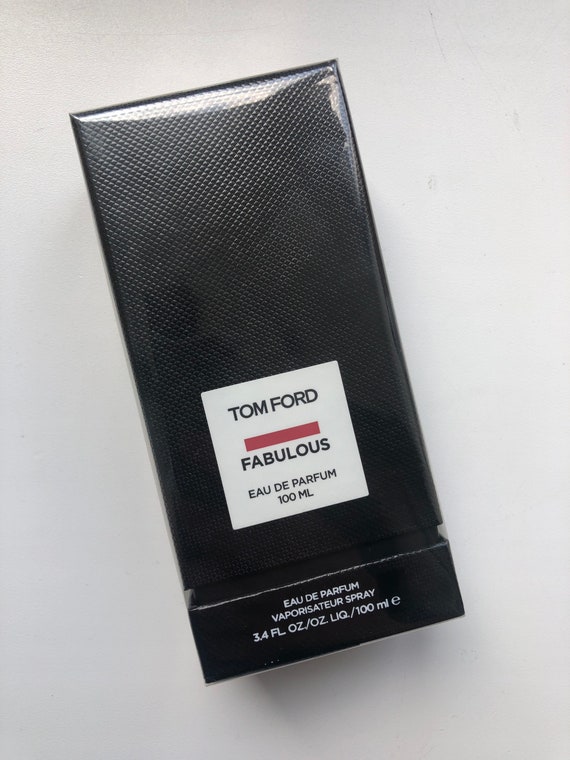 TOM FORD
FABULOUS
EAU DE PARFUM
100 ML
EAU DE PARFUM
VAPORISATEUR SPRAY
3.4 FL. OZ./OZ. LIQ./100 ml ℮